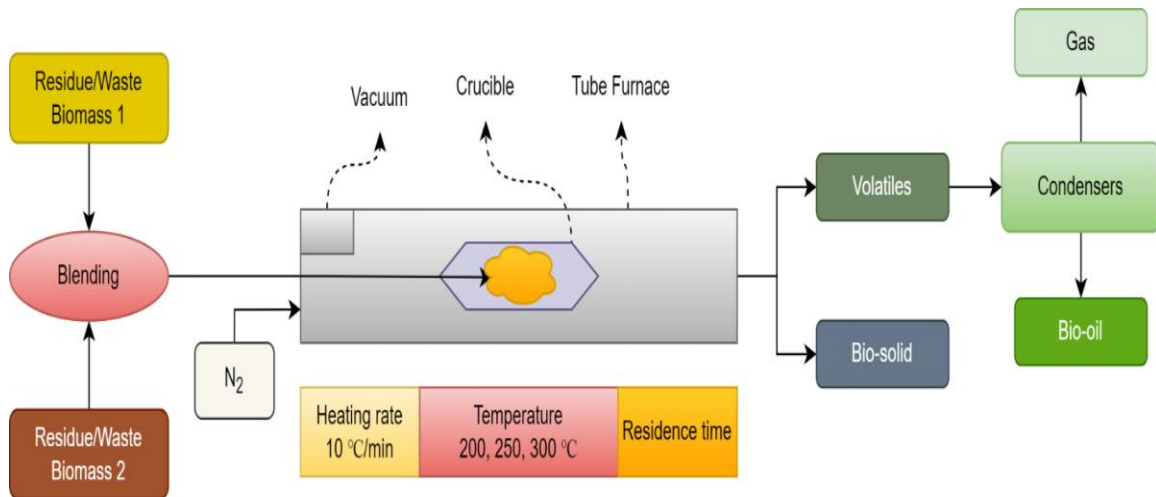 Residue/Waste
Biomass 1
Blending
Residue/Waste
Biomass 2
N₂
Vacuum
Crucible
Tube Furnace
Heating rate
10 ℃/min
Temperature
200, 250, 300 ℃
Residence time
Volatiles
Bio-solid
Gas
Condensers
Bio-oil